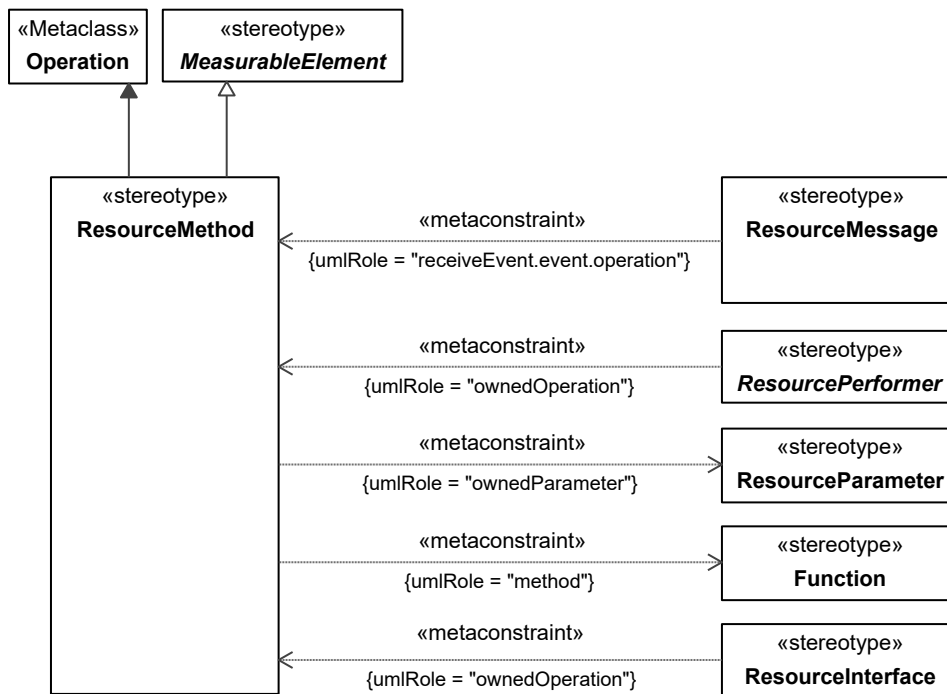 «Metaclass»
Operation
«stereotype»
MeasurableElement
«stereotype»
ResourceMethod
«metaconstraint»
{umlRole = "receiveEvent.event.operation"}
«stereotype»
ResourceMessage
«metaconstraint»
{umlRole = "ownedOperation"}
«stereotype»
ResourcePerformer
«metaconstraint»
{umlRole = "ownedParameter"}
«stereotype»
ResourceParameter
«metaconstraint»
{umlRole = "method"}
«stereotype»
Function
«metaconstraint»
{umlRole = "ownedOperation"}
«stereotype»
ResourceInterface